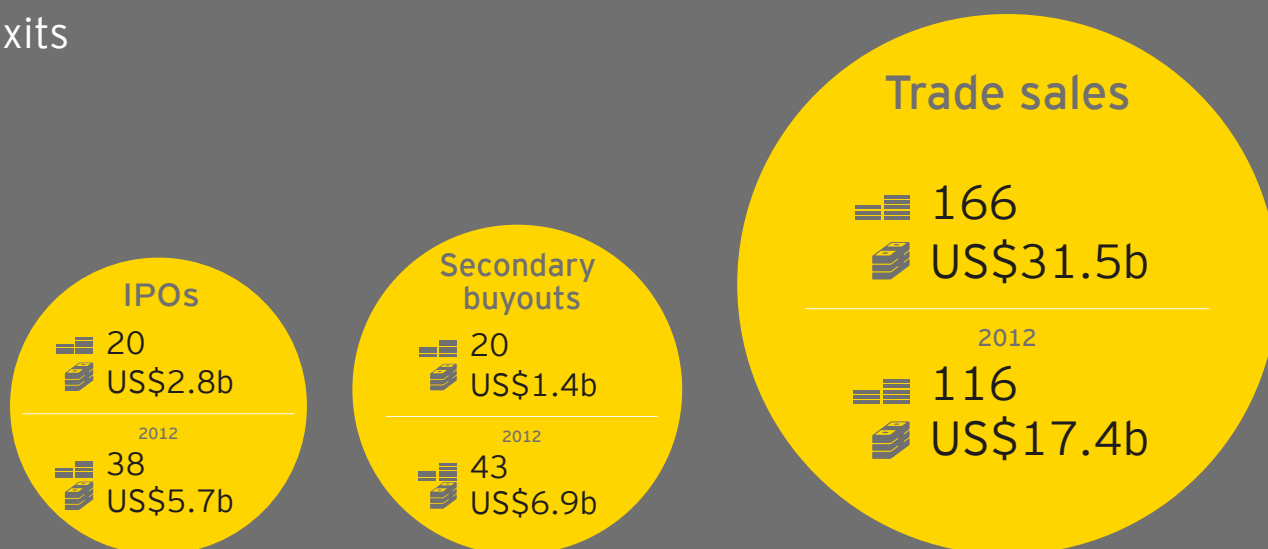 xits
IPOs
20
US$2.8b
2012
38
US$5.7b
Secondary
buyouts
20
US$1.4b
2012
43
US$6.9b
Trade sales
166
US$31.5b
2012
116
US$17.4b